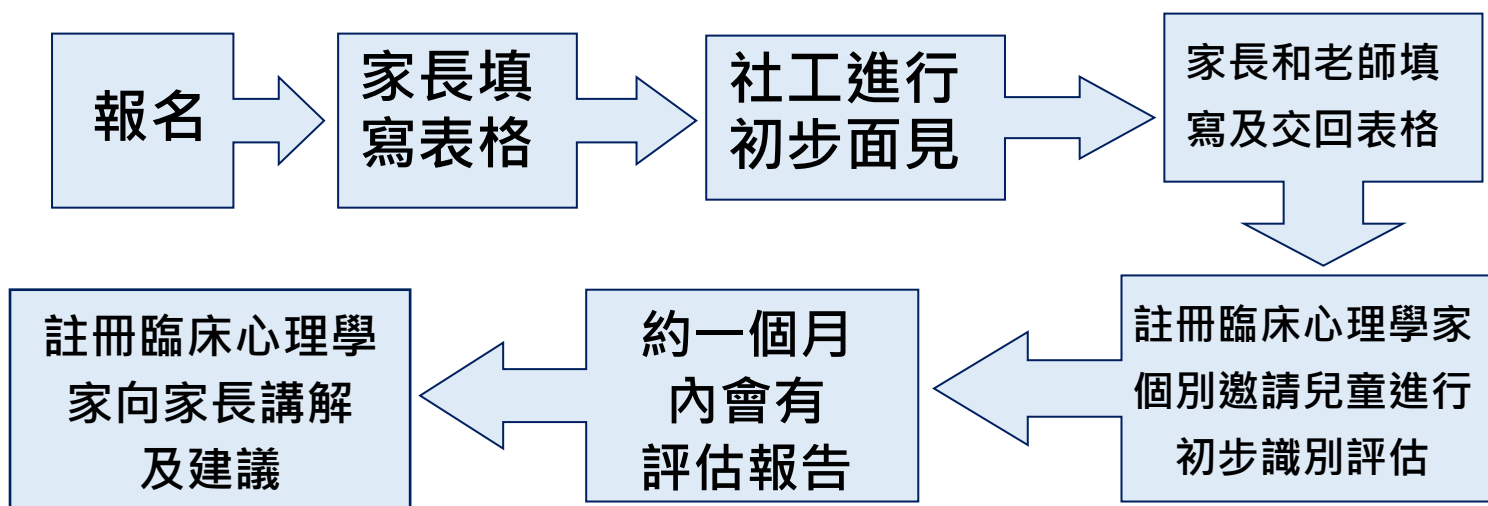 報名
家長填
寫表格
社工進行
初步面見
家長和老師填
寫及交回表格
註冊臨床心理學家
個別邀請兒童進行
初步識別評估
約一個月
內會有
評估報告
註冊臨床心理學
家向家長講解
及建議